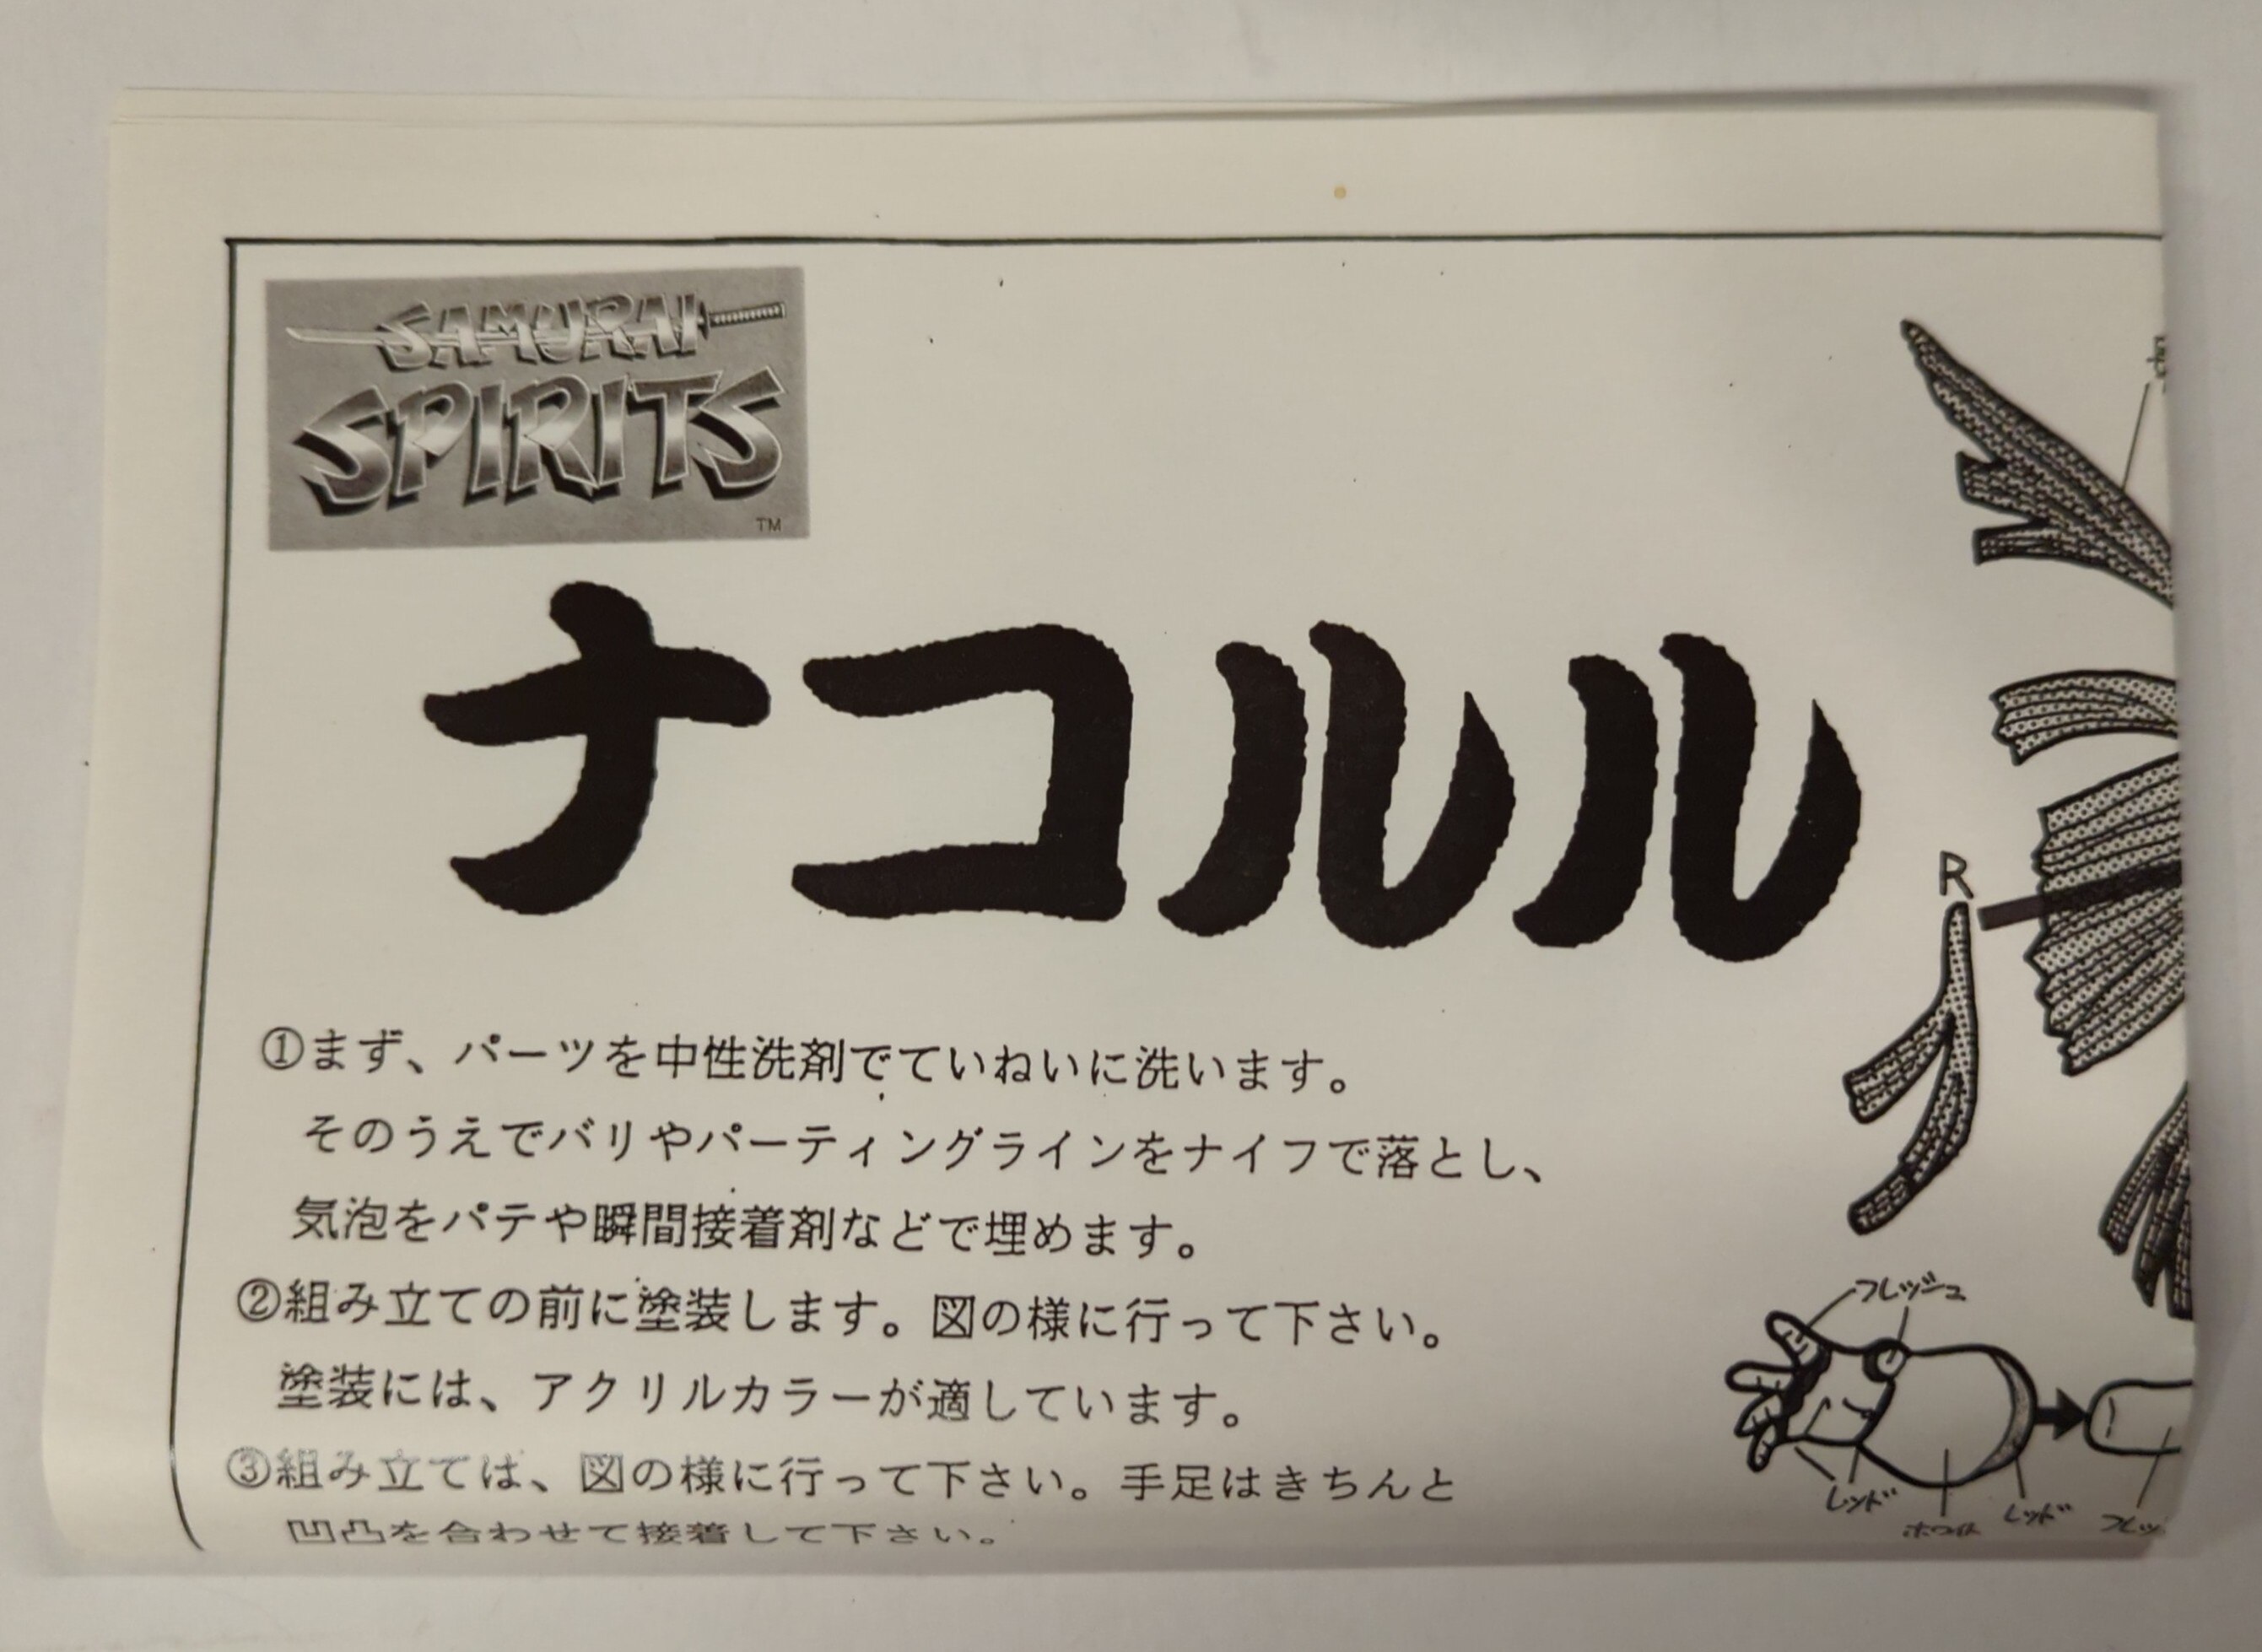 SAMURAI
SPIRITS
TM
ナコルル
①まず、パーツを中性洗剤でていねいに洗います。
そのうえでバリやパーティングラインをナイフで落とし、
気泡をパテや瞬間接着剤などで埋めます。
②組み立ての前に塗装します。図の様に行って下さい。
塗装には、アクリルカラーが適しています。
③組み立ては、図の様に行って下さい。手足はきちんと
凹凸を合わせて接着して下さい。
R
フレッシュ
レッド
ホワイト
レッド
フレッ